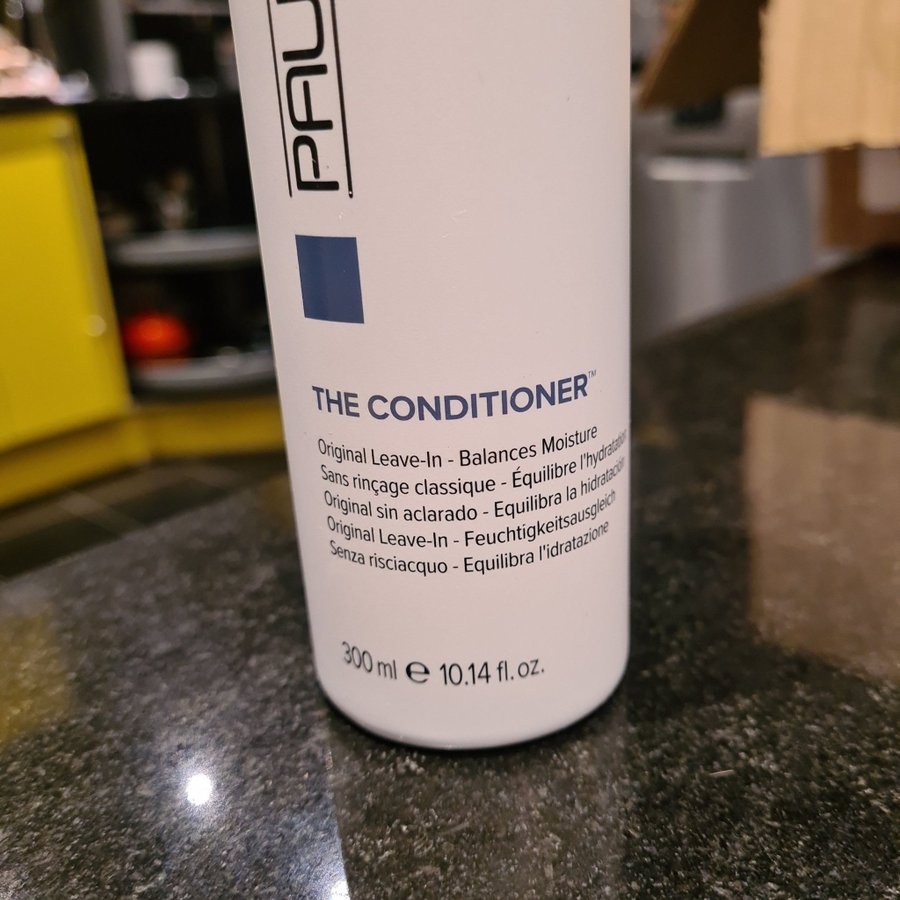 PAU
THE CONDITIONER™
Original Leave-In - Balances Moisture
Sans rinçage classique - Équilibre l'hydratation
Original sin aclarado - Equilibra la hidratación
Original Leave-In - Feuchtigkeitsausgleich
Senza risciacquo - Equilibra l'idratazione
300 ml ℮ 10.14 fl. oz.